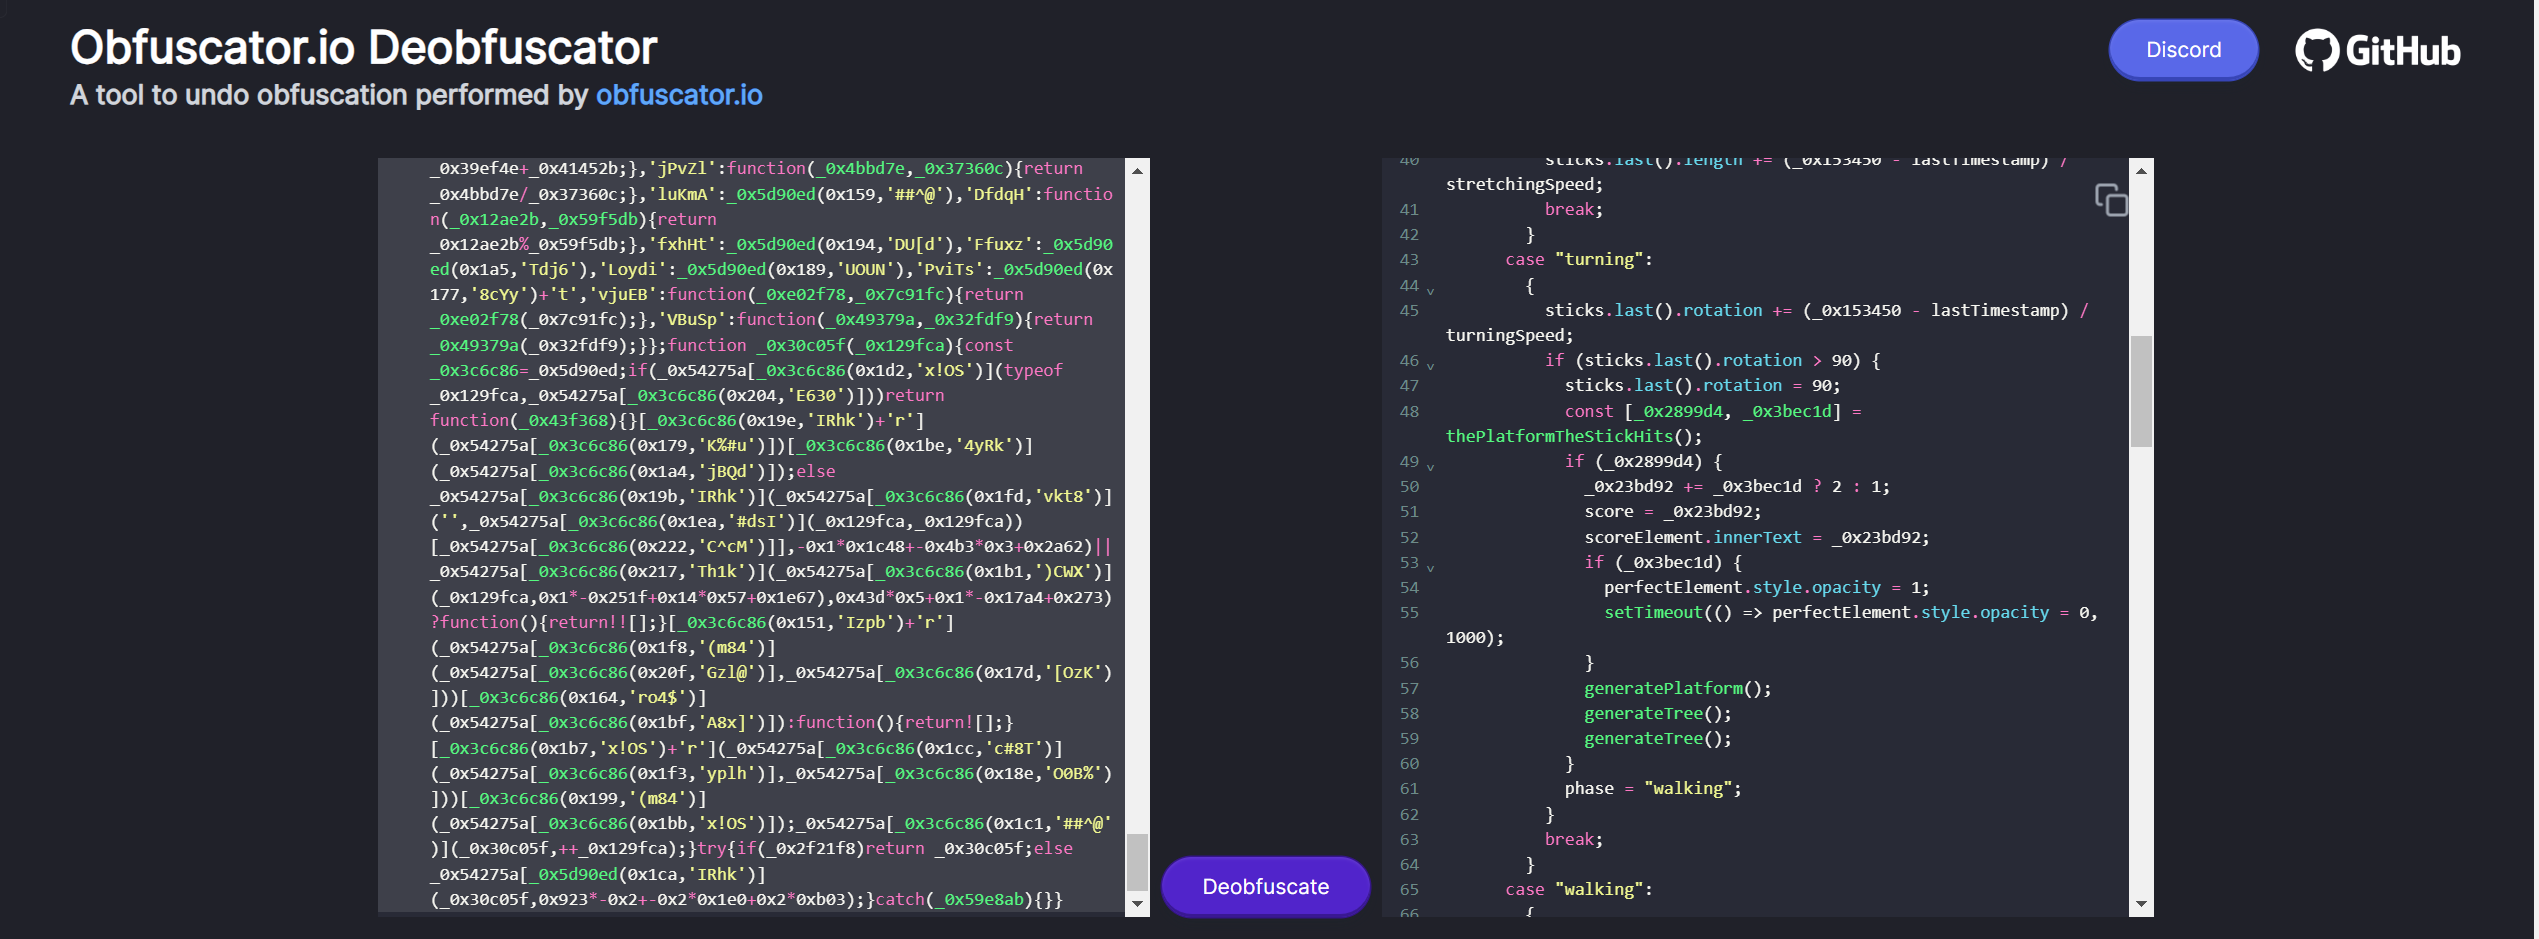 Obfuscator.io Deobfuscator
A tool to undo obfuscation performed by obfuscator.io
Discord
GitHub
_0x39ef4e+_0x41452b;},'jPvZl':function(_0x4bbd7e,_0x37360c){return
_0x4bbd7e/_0x37360c;},'luKmA':_0x5d90ed(0x159,'##^@'),'DfdqH':functio
n(_0x12ae2b,_0x59f5db){return
_0x12ae2b%_0x59f5db;},'fxhHt':_0x5d90ed(0x194,'DU[d'),'Ffuxz':_0x5d90
ed(0x1a5,'Tdj6'),'Loydi':_0x5d90ed(0x189,'UOUN'),'PviTs':_0x5d90ed(0x
177,'8cYy')+'t','vjuEB':function(_0xe02f78,_0x7c91fc){return
_0xe02f78(_0x7c91fc);},'VBuSp':function(_0x49379a,_0x32fdf9){return
_0x49379a(_0x32fdf9);}};function _0x30c05f(_0x129fca){const
_0x3c6c86=_0x5d90ed;if(_0x54275a[_0x3c6c86(0x1d2,'x!OS')](typeof
_0x129fca,_0x54275a[_0x3c6c86(0x204,'E630')]))return
function(_0x43f368){}[_0x3c6c86(0x19e,'IRhk')+'r']
(_0x54275a[_0x3c6c86(0x179,'K%#u')])[_0x3c6c86(0x1be,'4yRk')]
(_0x54275a[_0x3c6c86(0x1a4,'jBQd')]);else
_0x54275a[_0x3c6c86(0x19b,'IRhk')](_0x54275a[_0x3c6c86(0x1fd,'vkt8')]
('',_0x54275a[_0x3c6c86(0x1ea,'#dsI')](_0x129fca,_0x129fca))
[_0x54275a[_0x3c6c86(0x222,'C^cM')]],-0x1*0x1c48+-0x4b3*0x3+0x2a62)||
_0x54275a[_0x3c6c86(0x217,'Th1k')](_0x54275a[_0x3c6c86(0x1b1,')CWX')]
(_0x129fca,0x1*-0x251f+0x14*0x57+0x1e67),0x43d*0x5+0x1*-0x17a4+0x273)
?function(){return!![];}[_0x3c6c86(0x151,'Izpb')+'r']
(_0x54275a[_0x3c6c86(0x1f8,'(m84')]
(_0x54275a[_0x3c6c86(0x20f,'Gzl@')],_0x54275a[_0x3c6c86(0x17d,'[OzK')
]))[_0x3c6c86(0x164,'ro4$')]
(_0x54275a[_0x3c6c86(0x1bf,'A8x]')]):function(){return![];}
[_0x3c6c86(0x1b7,'x!OS')+'r'](_0x54275a[_0x3c6c86(0x1cc,'c#8T')]
(_0x54275a[_0x3c6c86(0x1f3,'yplh')],_0x54275a[_0x3c6c86(0x18e,'O0B%')
]))[_0x3c6c86(0x199,'(m84')]
(_0x54275a[_0x3c6c86(0x1bb,'x!OS')]);_0x54275a[_0x3c6c86(0x1c1,'##^@'
)](_0x30c05f,++_0x129fca);}try{if(_0x2f21f8)return _0x30c05f;else
_0x54275a[_0x5d90ed(0x1ca,'IRhk')]
(_0x30c05f,0x923*-0x2+-0x2*0x1e0+0x2*0xb03);}catch(_0x59e8ab){}}
Deobfuscate
40 sticks.last().length += (_0x153450 - lastTimestamp) /
stretchingSpeed;
41 break;
42 }
43 case "turning":
44 {
45 sticks.last().rotation += (_0x153450 - lastTimestamp) /
turningSpeed;
46 if (sticks.last().rotation > 90) {
47 sticks.last().rotation = 90;
48 const [_0x2899d4, _0x3bec1d] =
thePlatformTheStickHits();
49 if (_0x2899d4) {
50 _0x23bd92 += _0x3bec1d ? 2 : 1;
51 score = _0x23bd92;
52 scoreElement.innerText = _0x23bd92;
53 if (_0x3bec1d) {
54 perfectElement.style.opacity = 1;
55 setTimeout(() => perfectElement.style.opacity = 0,
1000);
56 }
57 generatePlatform();
58 generateTree();
59 generateTree();
60 }
61 phase = "walking";
62 }
63 break;
64 }
65 case "walking":
66 {